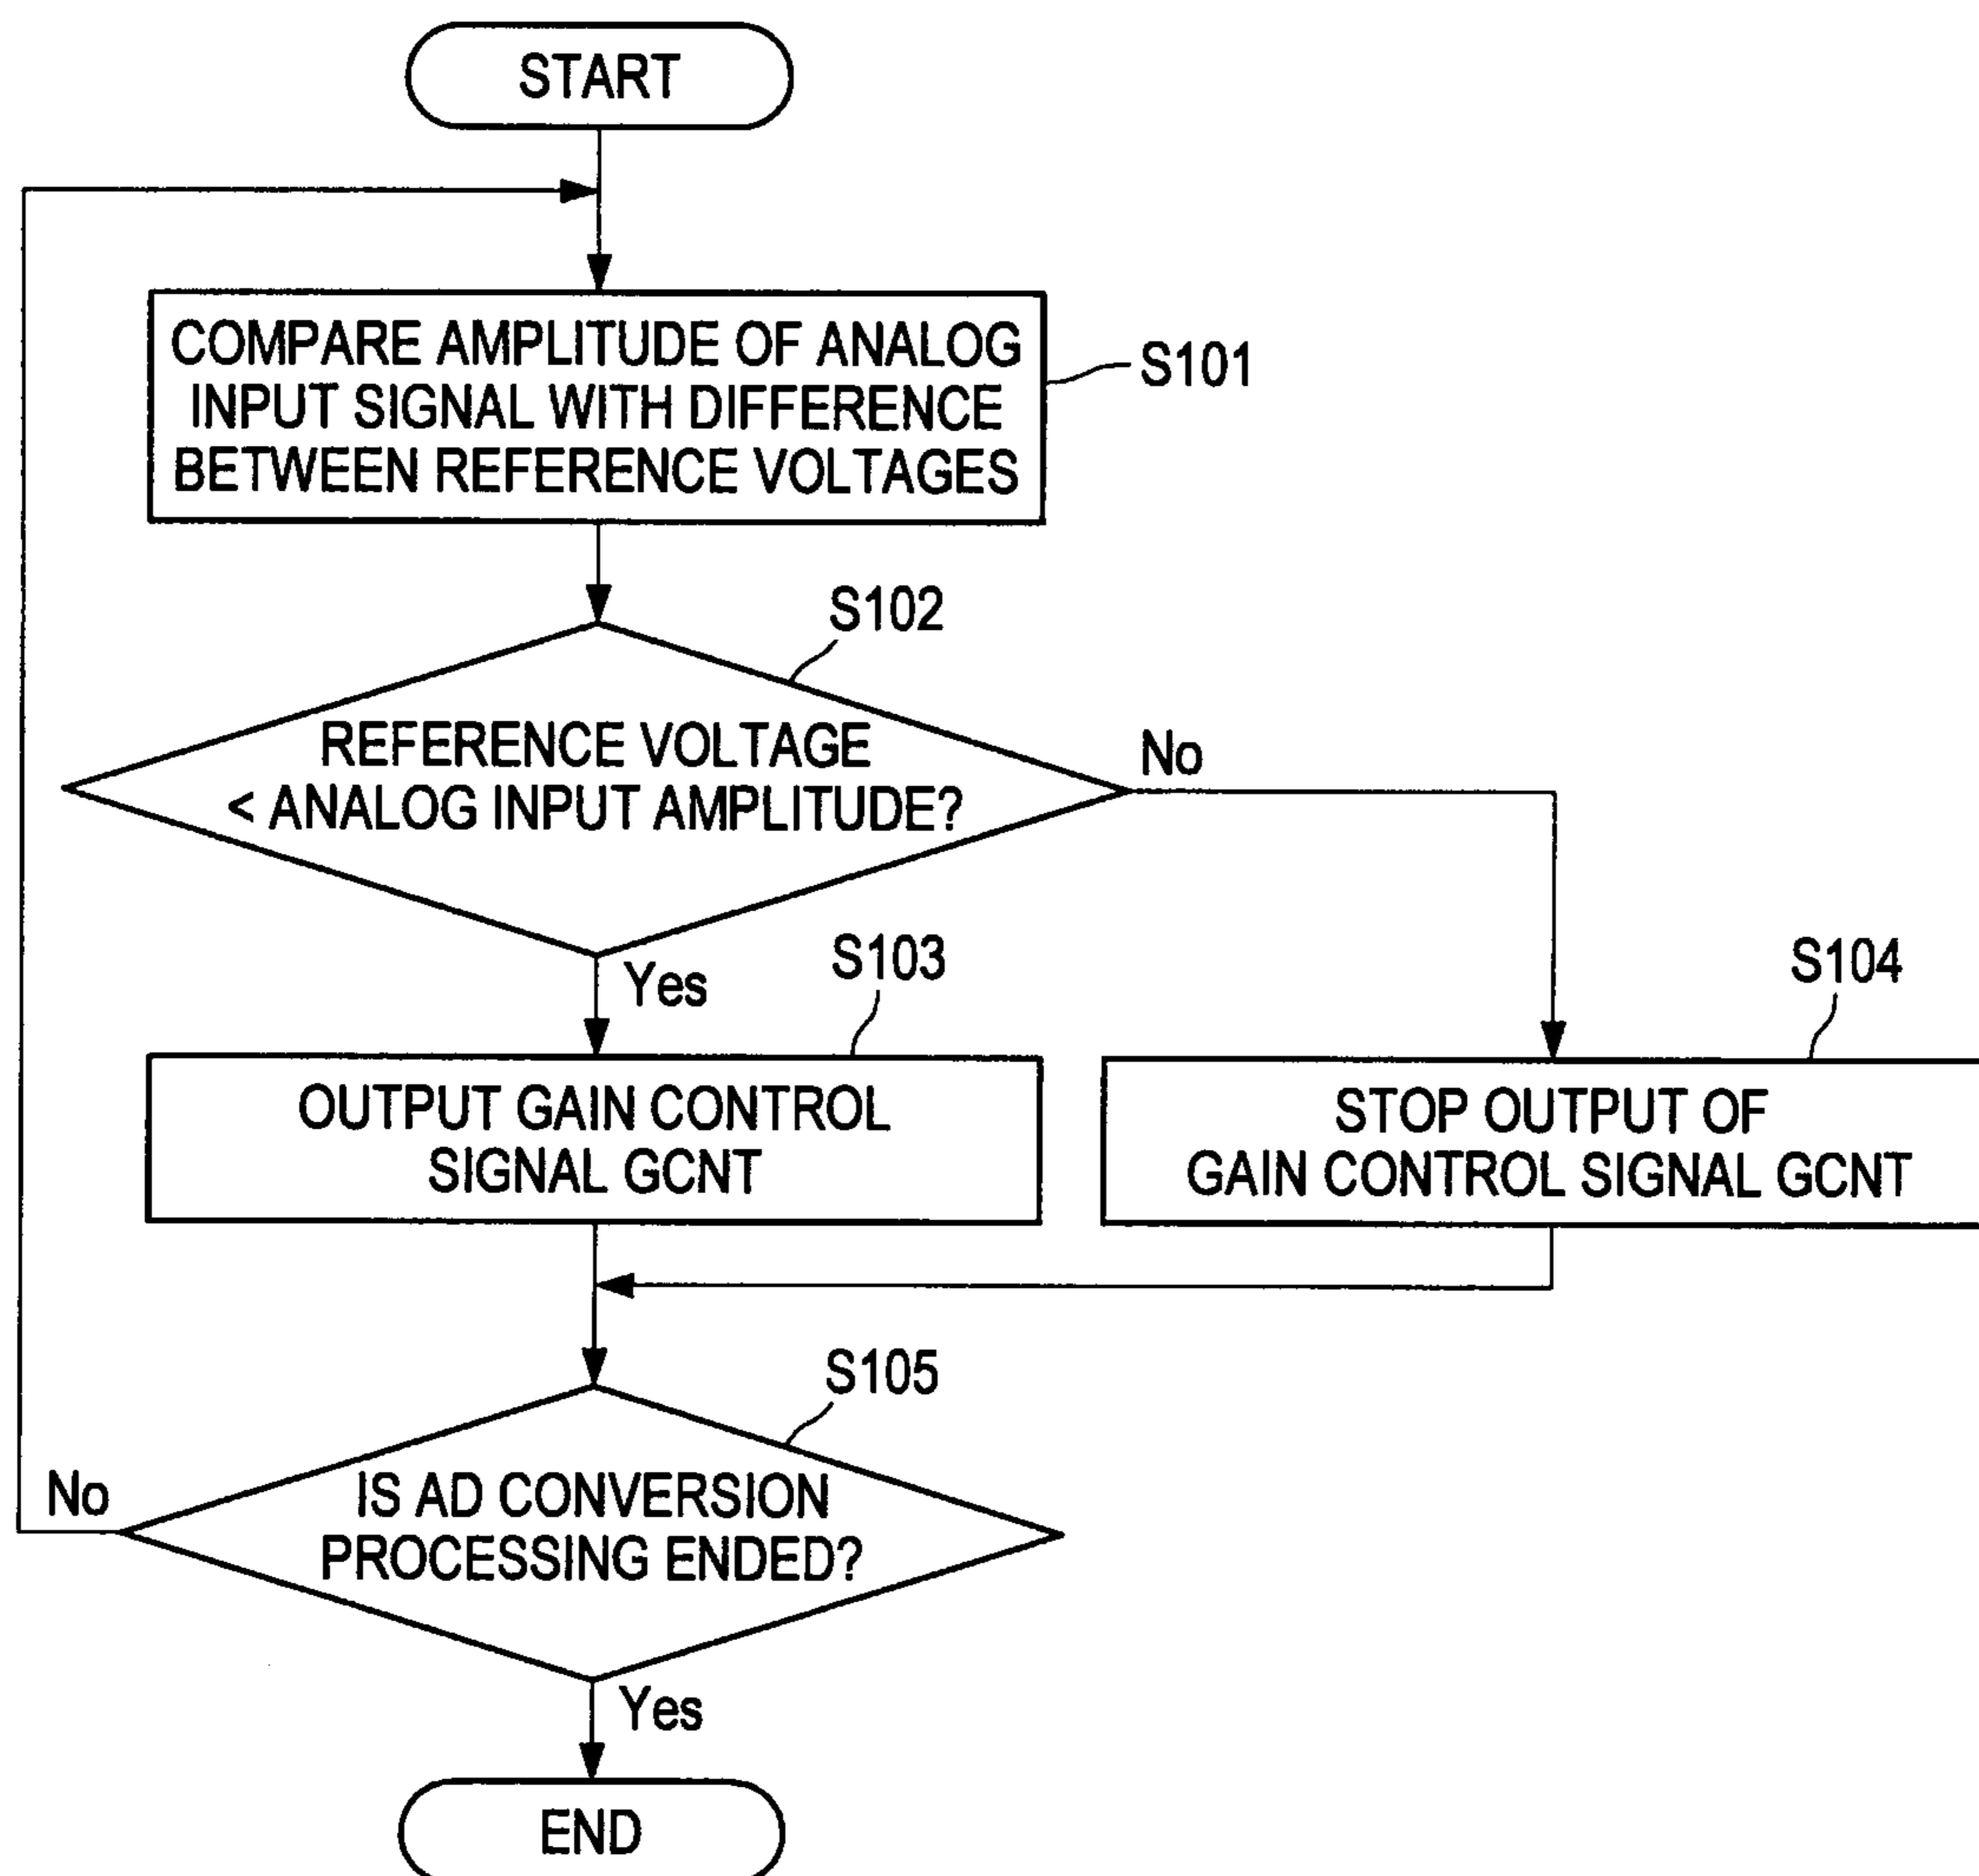 START
COMPARE AMPLITUDE OF ANALOG
INPUT SIGNAL WITH DIFFERENCE
BETWEEN REFERENCE VOLTAGES
S101
S102
REFERENCE VOLTAGE
< ANALOG INPUT AMPLITUDE?
No
Yes
S103
OUTPUT GAIN CONTROL
SIGNAL GCNT
S104
STOP OUTPUT OF
GAIN CONTROL SIGNAL GCNT
S105
IS AD CONVERSION
PROCESSING ENDED?
No
Yes
END